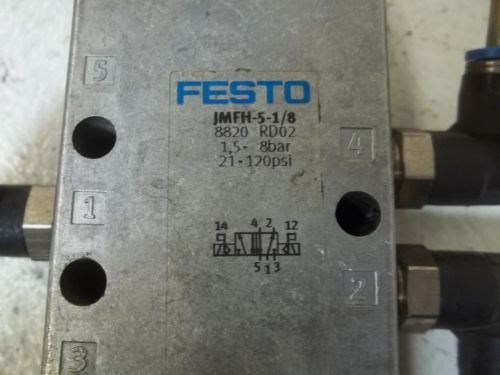 5
FESTO
JMFH-5-1/8
8820 RD02
1,5- 8bar
21-120psi
4
1
14 4 2 12
5 1 3
2
3